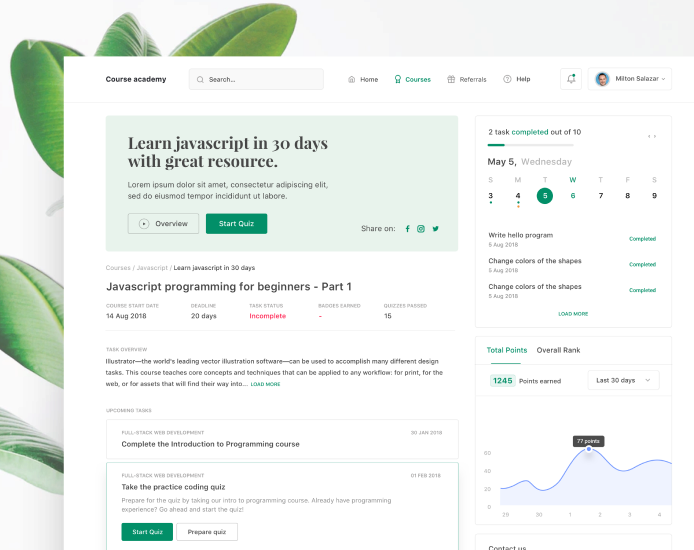 Course academy
Search...
Home
Courses
Referrals
Help
Milton Salazar
Learn javascript in 30 days
with great resource.
Lorem ipsum dolor sit amet, consectetur adipiscing elit,
sed do eiusmod tempor incididunt ut labore.
Overview
Start Quiz
Share on:
Courses / Javascript / Learn javascript in 30 days
Javascript programming for beginners - Part 1
COURSE START DATE
DEADLINE
TASK STATUS
BADGES EARNED
QUIZZES PASSED
14 Aug 2018
20 days
Incomplete
-
15
TASK OVERVIEW
Illustrator—the world's leading vector illustration software—can be used to accomplish many different design
tasks. This course teaches core concepts and techniques that can be applied to any workflow: for print, for the
web, or for assets that will find their way into... LOAD MORE
UPCOMING TASKS
FULL-STACK WEB DEVELOPMENT
30 JAN 2018
Complete the Introduction to Programming course
FULL-STACK WEB DEVELOPMENT
01 FEB 2018
Take the practice coding quiz
Prepare for the quiz by taking our intro to programming course. Already have programming
experience? Go ahead and start the quiz!
Start Quiz
Prepare quiz
2 task completed out of 10
May 5, Wednesday
S M T W T F S
3 4 5 6 7 8 9
Write hello program
5 Aug 2018
Completed
Change colors of the shapes
5 Aug 2018
Completed
Change colors of the shapes
5 Aug 2018
Completed
LOAD MORE
Total Points
Overall Rank
1245 Points earned
Last 30 days
77 points
60
40
20
0
29 30 1 2 3 4
Contact us